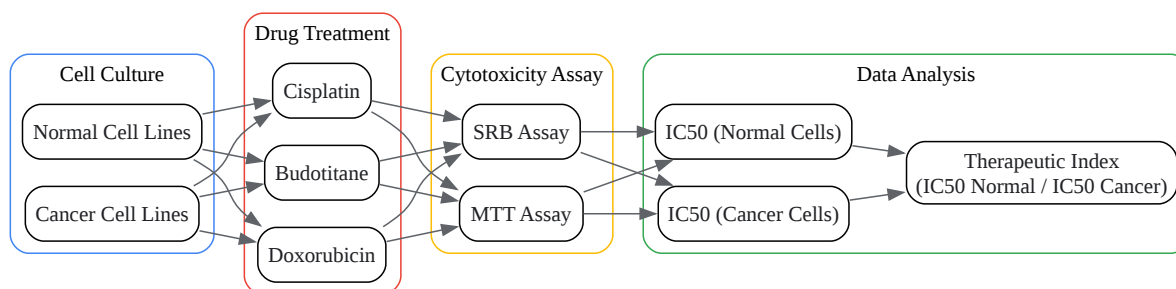 Cell Culture
Normal Cell Lines
Cancer Cell Lines
Drug Treatment
Cisplatin
Budotitane
Doxorubicin
Cytotoxicity Assay
SRB Assay
MTT Assay
Data Analysis
IC50 (Normal Cells)
IC50 (Cancer Cells)
Therapeutic Index
(IC50 Normal / IC50 Cancer)